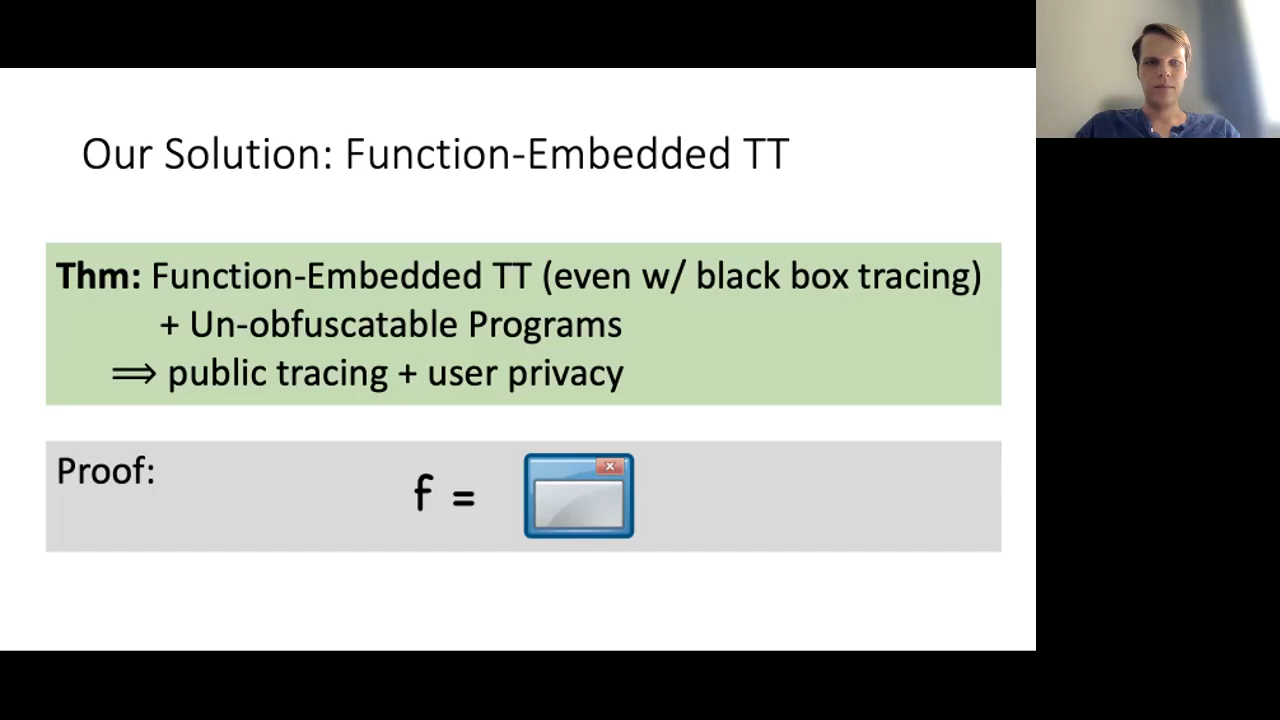 Our Solution: Function-Embedded TT
Thm: Function-Embedded TT (even w/ black box tracing)
+ Un-obfuscatable Programs
⟹ public tracing + user privacy
Proof:
f =
x